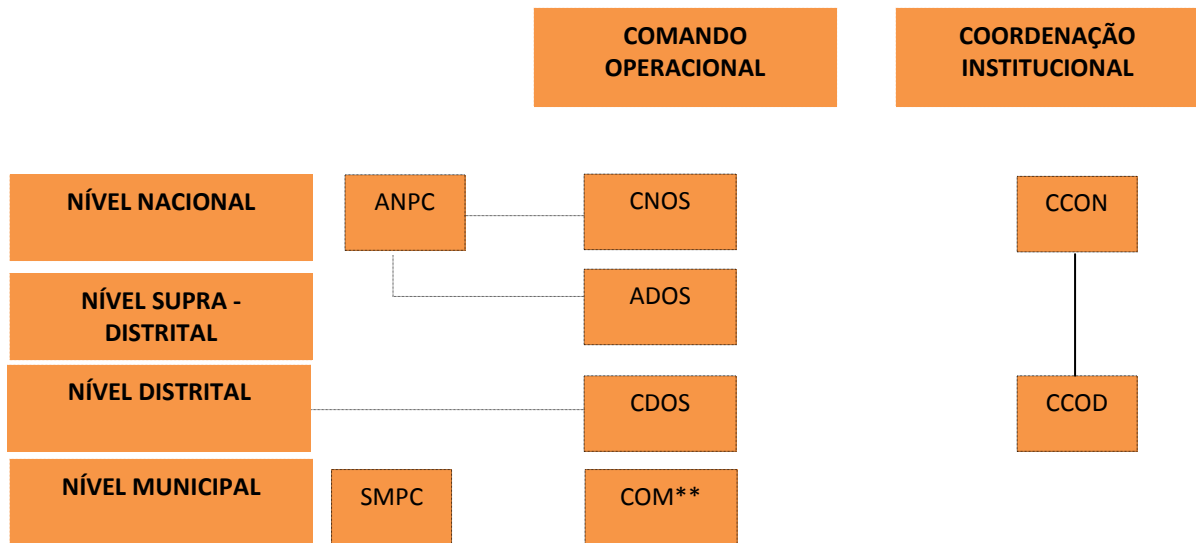 COMANDO
OPERACIONAL
COORDENAÇÃO
INSTITUCIONAL
NÍVEL NACIONAL
ANPC
CNOS
CCON
NÍVEL SUPRA -
DISTRITAL
ADOS
NÍVEL DISTRITAL
CDOS
CCOD
NÍVEL MUNICIPAL
SMPC
COM**